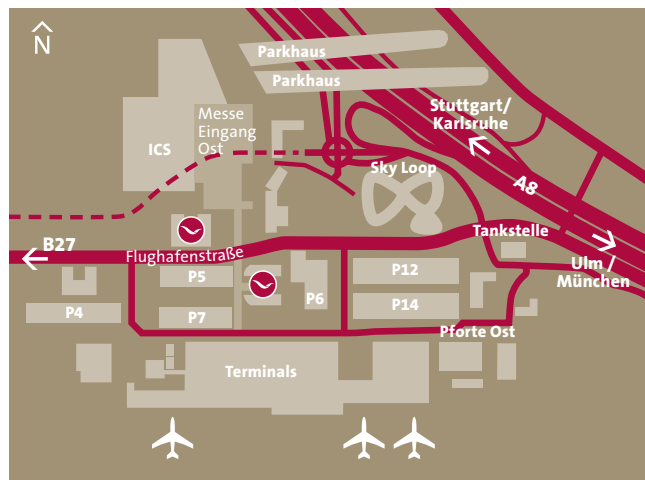 N
Parkhaus
Parkhaus
Stuttgart/
Karlsruhe
Messe
Eingang
Ost
ICS
Sky Loop
A8
B27
Flughafenstraße
Tankstelle
Ulm /
München
P5
P12
P6
P4
P7
P14
Pforte Ost
Terminals